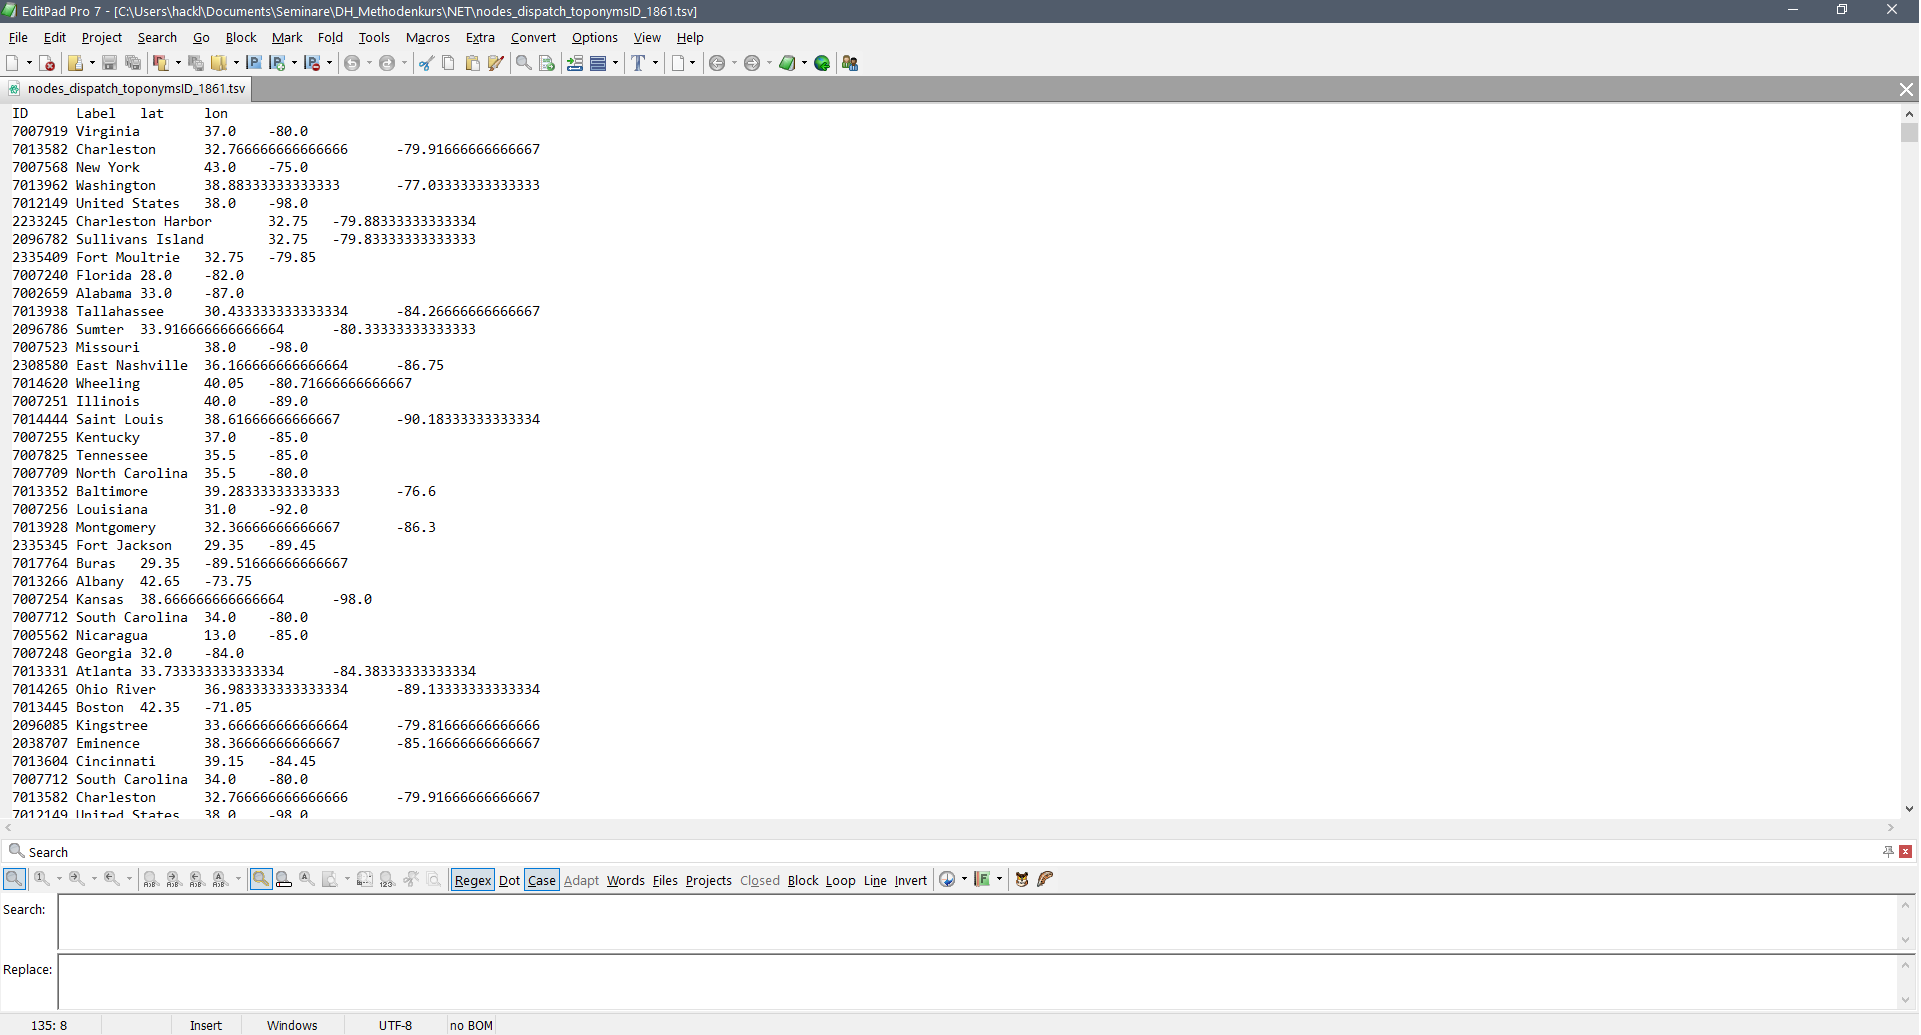 EditPad Pro 7 - [C:\Users\hackl\Documents\Seminare\DH_Methodenkurs\NET\nodes_dispatch_toponymsID_1861.tsv]
File Edit Project Search Go Block Mark Fold Tools Macros Extra Convert Options View Help
nodes_dispatch_toponymsID_1861.tsv
ID Label lat lon
7007919 Virginia 37.0 -80.0
7013582 Charleston 32.766666666666666 -79.91666666666667
7007568 New York 43.0 -75.0
7013962 Washington 38.88333333333333 -77.03333333333333
7012149 United States 38.0 -98.0
2233245 Charleston Harbor 32.75 -79.88333333333334
2096782 Sullivans Island 32.75 -79.83333333333333
2335409 Fort Moultrie 32.75 -79.85
7007240 Florida 28.0 -82.0
7002659 Alabama 33.0 -87.0
7013938 Tallahassee 30.433333333333334 -84.26666666666667
2096786 Sumter 33.916666666666664 -80.33333333333333
7007523 Missouri 38.0 -98.0
2308580 East Nashville 36.166666666666664 -86.75
7014620 Wheeling 40.05 -80.71666666666667
7007251 Illinois 40.0 -89.0
7014444 Saint Louis 38.61666666666667 -90.18333333333334
7007255 Kentucky 37.0 -85.0
7007825 Tennessee 35.5 -85.0
7007709 North Carolina 35.5 -80.0
7013352 Baltimore 39.28333333333333 -76.6
7007256 Louisiana 31.0 -92.0
7013928 Montgomery 32.36666666666667 -86.3
2335345 Fort Jackson 29.35 -89.45
7017764 Buras 29.35 -89.51666666666667
7013266 Albany 42.65 -73.75
7007254 Kansas 38.666666666666664 -98.0
7007712 South Carolina 34.0 -80.0
7005562 Nicaragua 13.0 -85.0
7007248 Georgia 32.0 -84.0
7013331 Atlanta 33.733333333333334 -84.38333333333334
7014265 Ohio River 36.983333333333334 -89.13333333333334
7013445 Boston 42.35 -71.05
2096085 Kingstree 33.666666666666664 -79.81666666666666
2038707 Eminence 38.36666666666667 -85.16666666666667
7013604 Cincinnati 39.15 -84.45
7007712 South Carolina 34.0 -80.0
7013582 Charleston 32.766666666666666 -79.91666666666667
7012149 United States 38.0 -98.0
Search
Regex Dot Case Adapt Words Files Projects Closed Block Loop Line Invert
Search:
Replace:
135: 8 Insert Windows UTF-8 no BOM